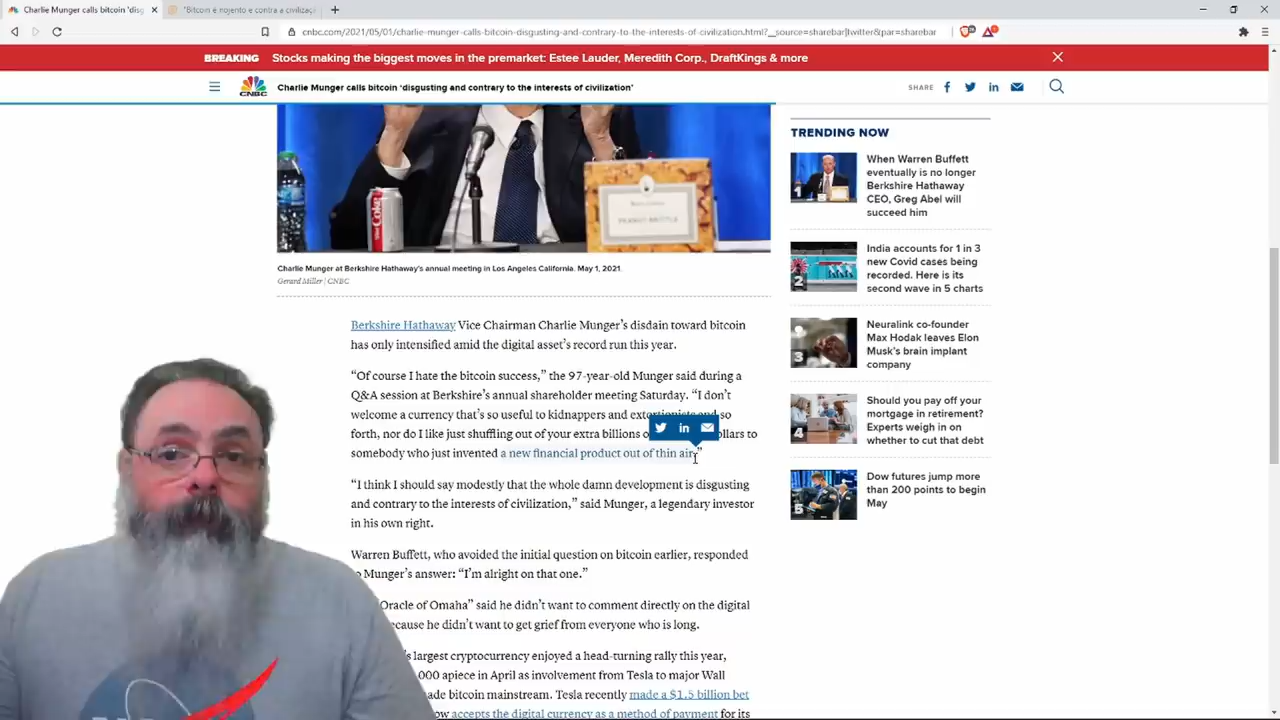 Charlie Munger calls bitcoin 'disg
"Bitcoin é nojento e contra a civilizaçã
cnbc.com/2021/05/01/charlie-munger-calls-bitcoin-disgusting-and-contrary-to-the-interests-of-civilization.html?__source=sharebar|twitter&par=sharebar
BREAKING Stocks making the biggest moves in the premarket: Estee Lauder, Meredith Corp., DraftKings & more
CNBC
Charlie Munger calls bitcoin 'disgusting and contrary to the interests of civilization'
SHARE
Coke
Charlie Munger at Berkshire Hathaway's annual meeting in Los Angeles California. May 1, 2021
Gerard Miller | CNBC
Berkshire Hathaway Vice Chairman Charlie Munger's disdain toward bitcoin
has only intensified amid the digital asset's record run this year.
"Of course I hate the bitcoin success," the 97-year-old Munger said during a
Q&A session at Berkshire's annual shareholder meeting Saturday. "I don't
welcome a currency that's so useful to kidnappers and extortionists and so
forth, nor do I like just shuffling out of your extra billions o ollars to
somebody who just invented a new financial product out of thin air."
"I think I should say modestly that the whole damn development is disgusting
and contrary to the interests of civilization," said Munger, a legendary investor
in his own right.
Warren Buffett, who avoided the initial question on bitcoin earlier, responded
o Munger's answer: "I'm alright on that one."
Oracle of Omaha" said he didn't want to comment directly on the digital
ecause he didn't want to get grief from everyone who is long.
's largest cryptocurrency enjoyed a head-turning rally this year,
000 apiece in April as involvement from Tesla to major Wall
ade bitcoin mainstream. Tesla recently made a $1.5 billion bet
ow accepts the digital currency as a method of payment for its
TRENDING NOW
1
When Warren Buffett
eventually is no longer
Berkshire Hathaway
CEO, Greg Abel will
succeed him
2
India accounts for 1 in 3
new Covid cases being
recorded. Here is its
second wave in 5 charts
3
Neuralink co-founder
Max Hodak leaves Elon
Musk's brain implant
company
4
Should you pay off your
mortgage in retirement?
Experts weigh in on
whether to cut that debt
5
Dow futures jump more
than 200 points to begin
May